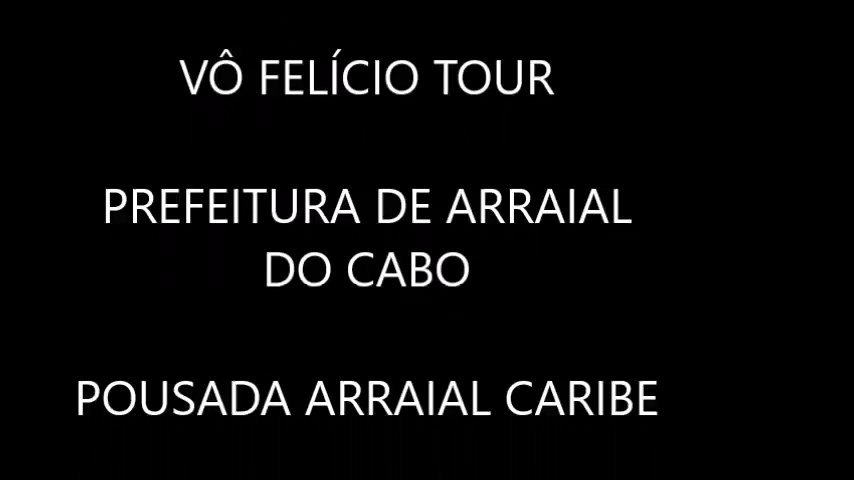 VÔ FELÍCIO TOUR
PREFEITURA DE ARRAIAL
DO CABO
POUSADA ARRAIAL CARIBE